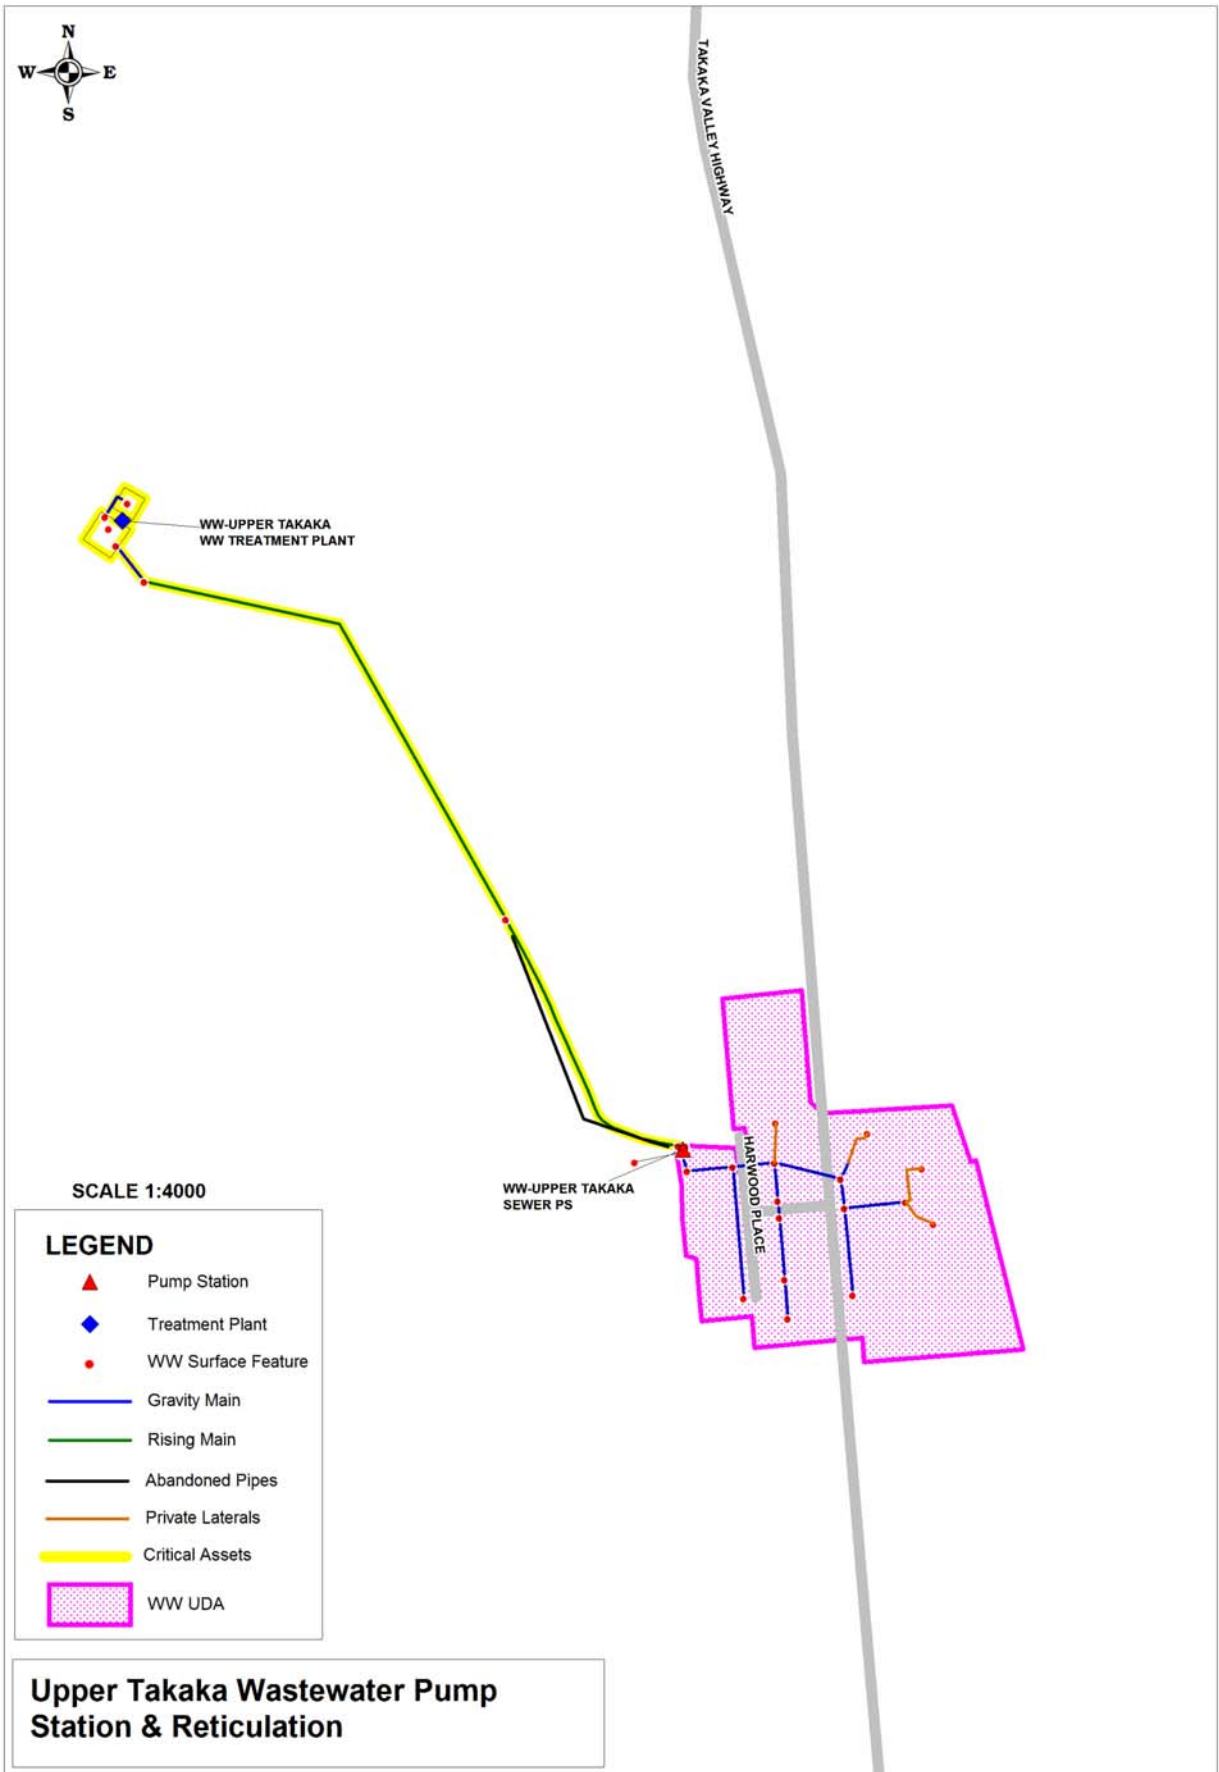 N
W E
S
TAKAKA VALLEY HIGHWAY
WW-UPPER TAKAKA
WW TREATMENT PLANT
HARWOOD PLACE
WW-UPPER TAKAKA
SEWER PS
SCALE 1:4000
LEGEND
Pump Station
Treatment Plant
WW Surface Feature
Gravity Main
Rising Main
Abandoned Pipes
Private Laterals
Critical Assets
WW UDA
Upper Takaka Wastewater Pump
Station & Reticulation